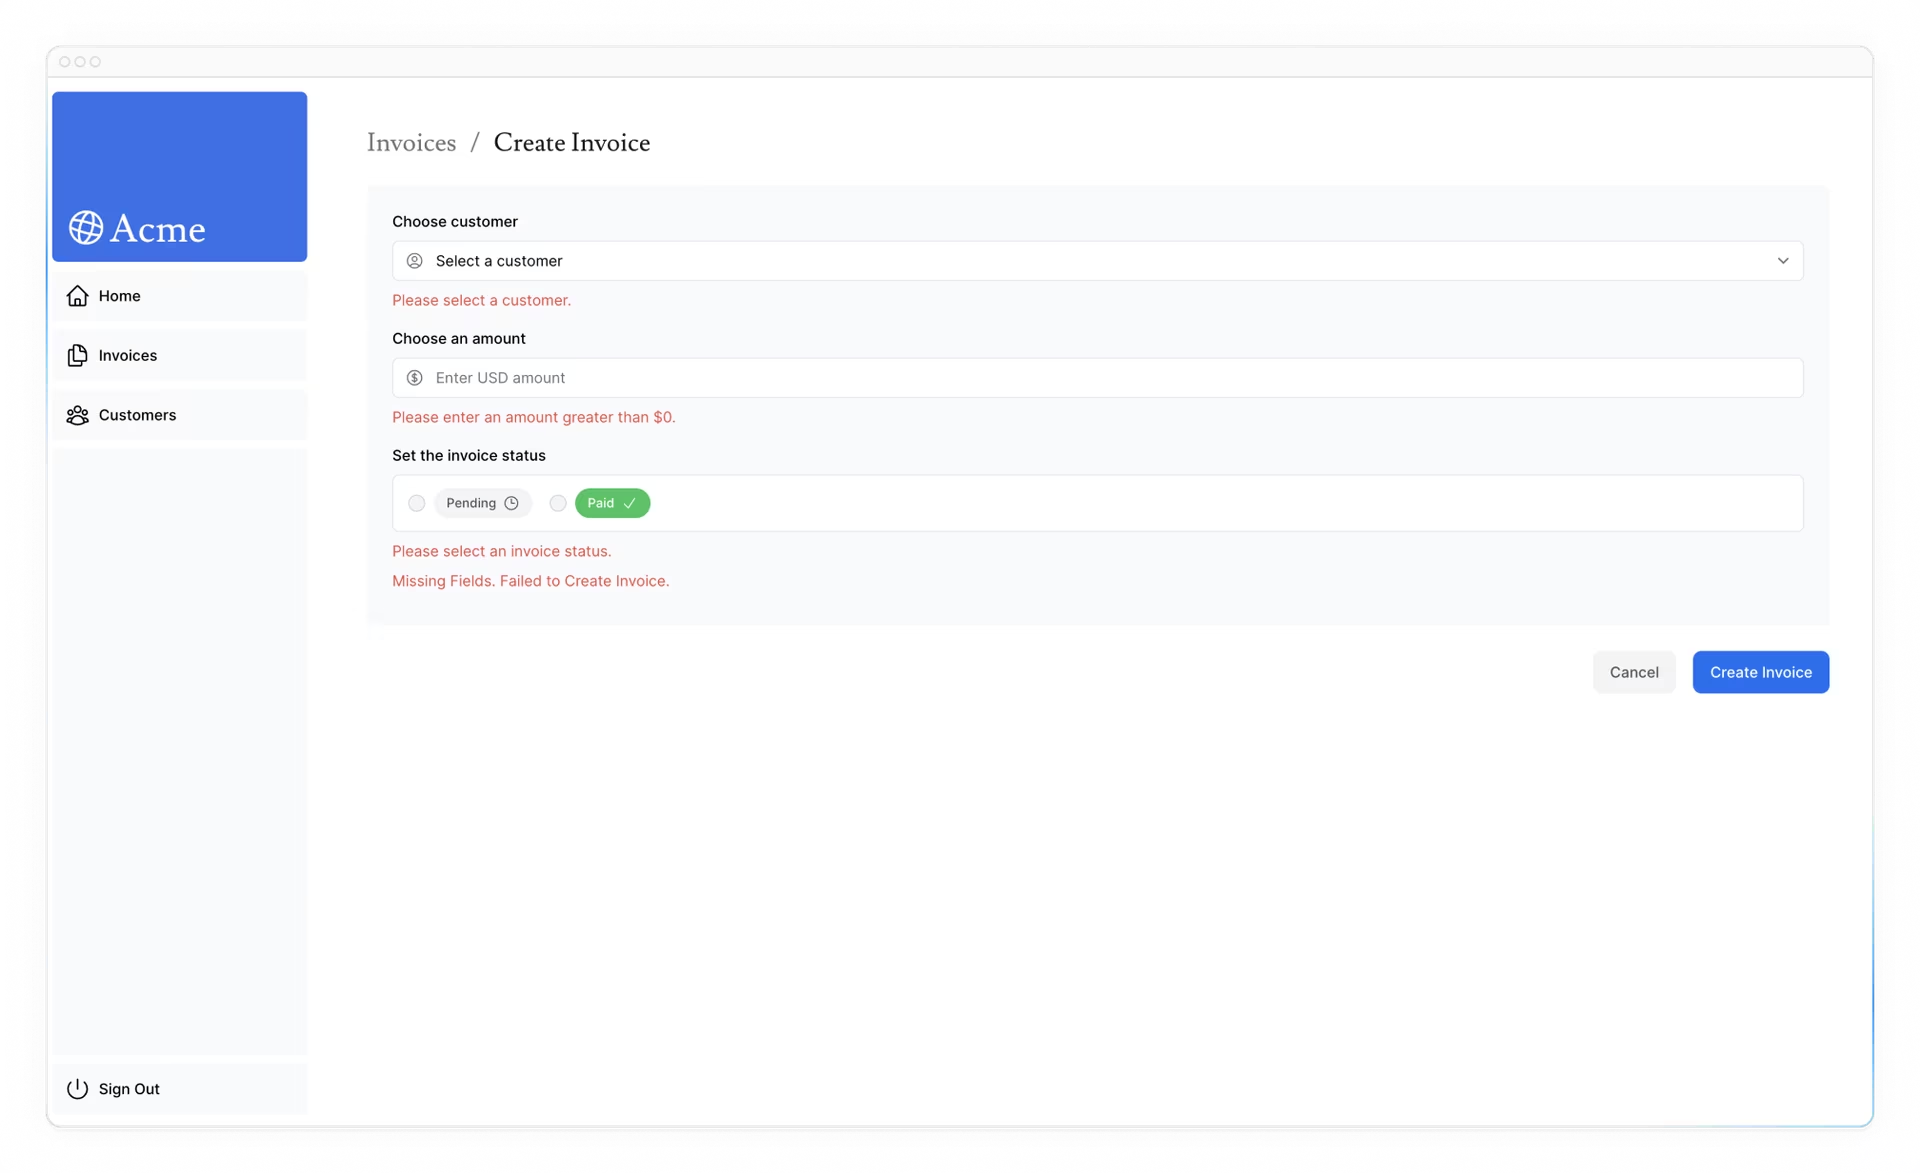 Acme
Home
Invoices
Customers
Sign Out
Invoices / Create Invoice
Choose customer
Select a customer
Please select a customer.
Choose an amount
Enter USD amount
Please enter an amount greater than $0.
Set the invoice status
Pending Paid
Please select an invoice status.
Missing Fields. Failed to Create Invoice.
Cancel Create Invoice